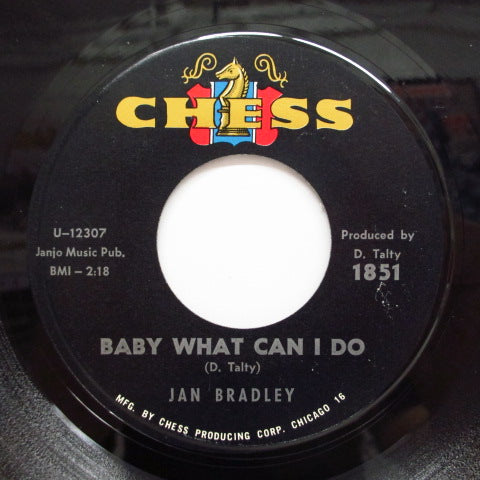 CHESS
U-12307
Janjo Music Pub.
BMI - 2:18
Produced by
D. Talty
1851
BABY WHAT CAN I DO
(D. Talty)
JAN BRADLEY
MFG. BY CHESS PRODUCING CORP. CHICAGO 16